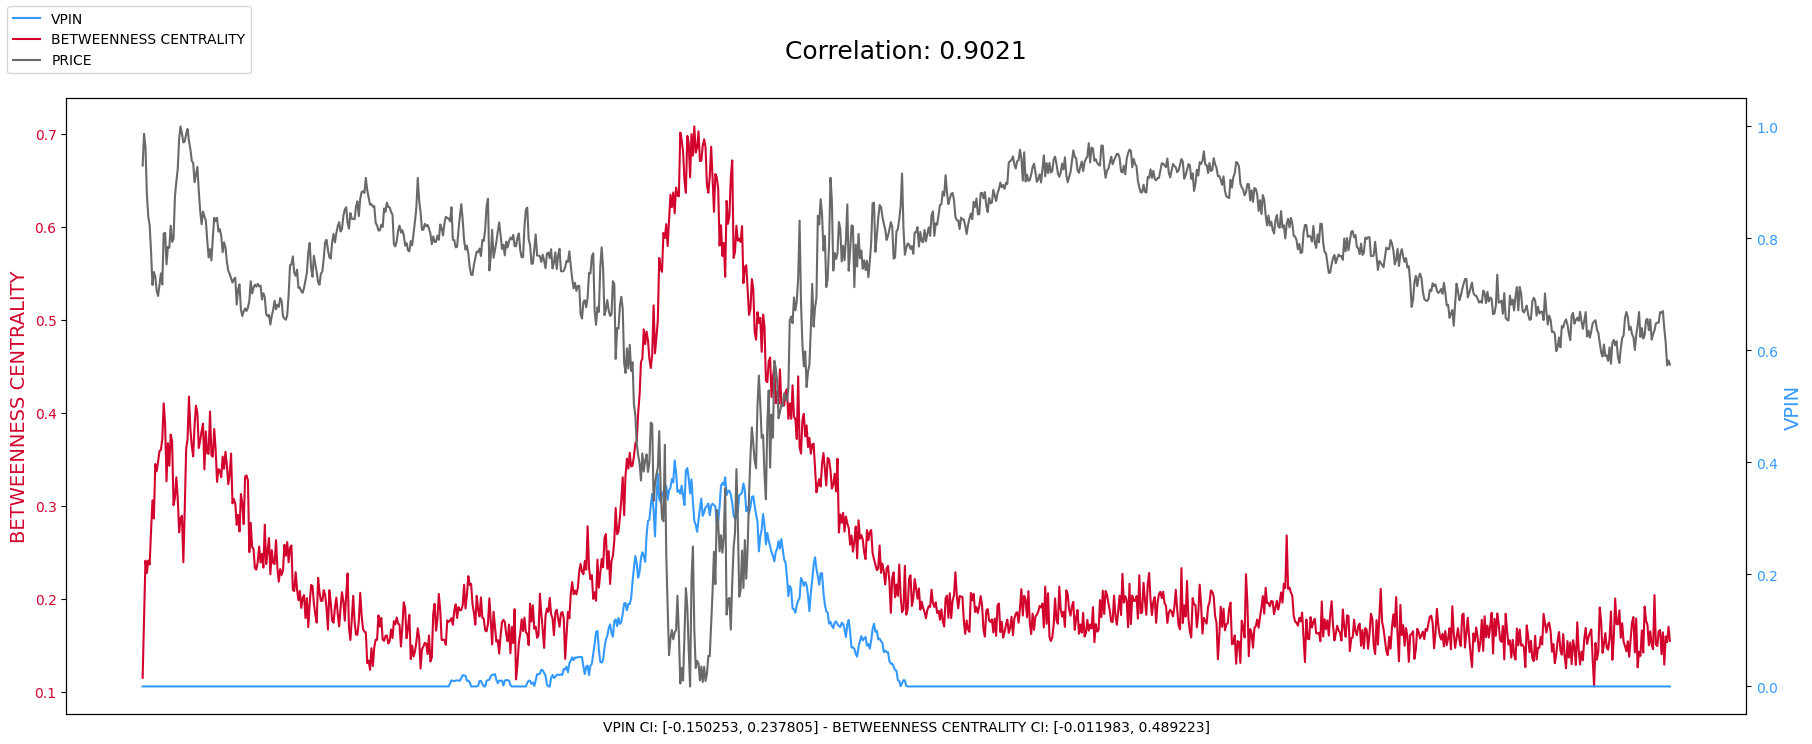 VPIN
BETWEENNESS CENTRALITY
PRICE
Correlation: 0.9021
BETWEENNESS CENTRALITY
0.7
0.6
0.5
0.4
0.3
0.2
0.1
1.0
0.8
0.6
0.4
0.2
0.0
VPIN
VPIN CI: [-0.150253, 0.237805] - BETWEENNESS CENTRALITY CI: [-0.011983, 0.489223]